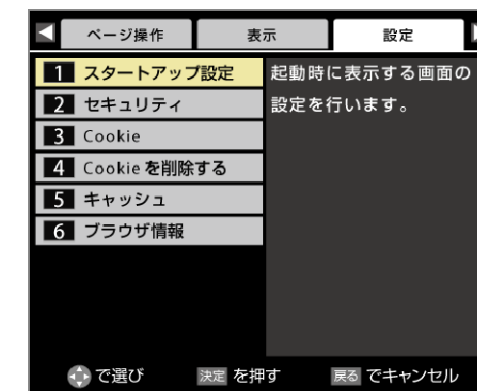 ページ操作 表示 設定
1 スタートアップ設定
2 セキュリティ
3 Cookie
4 Cookieを削除する
5 キャッシュ
6 ブラウザ情報
起動時に表示する画面の
設定を行います。
で選び 決定 を押す 戻る でキャンセル